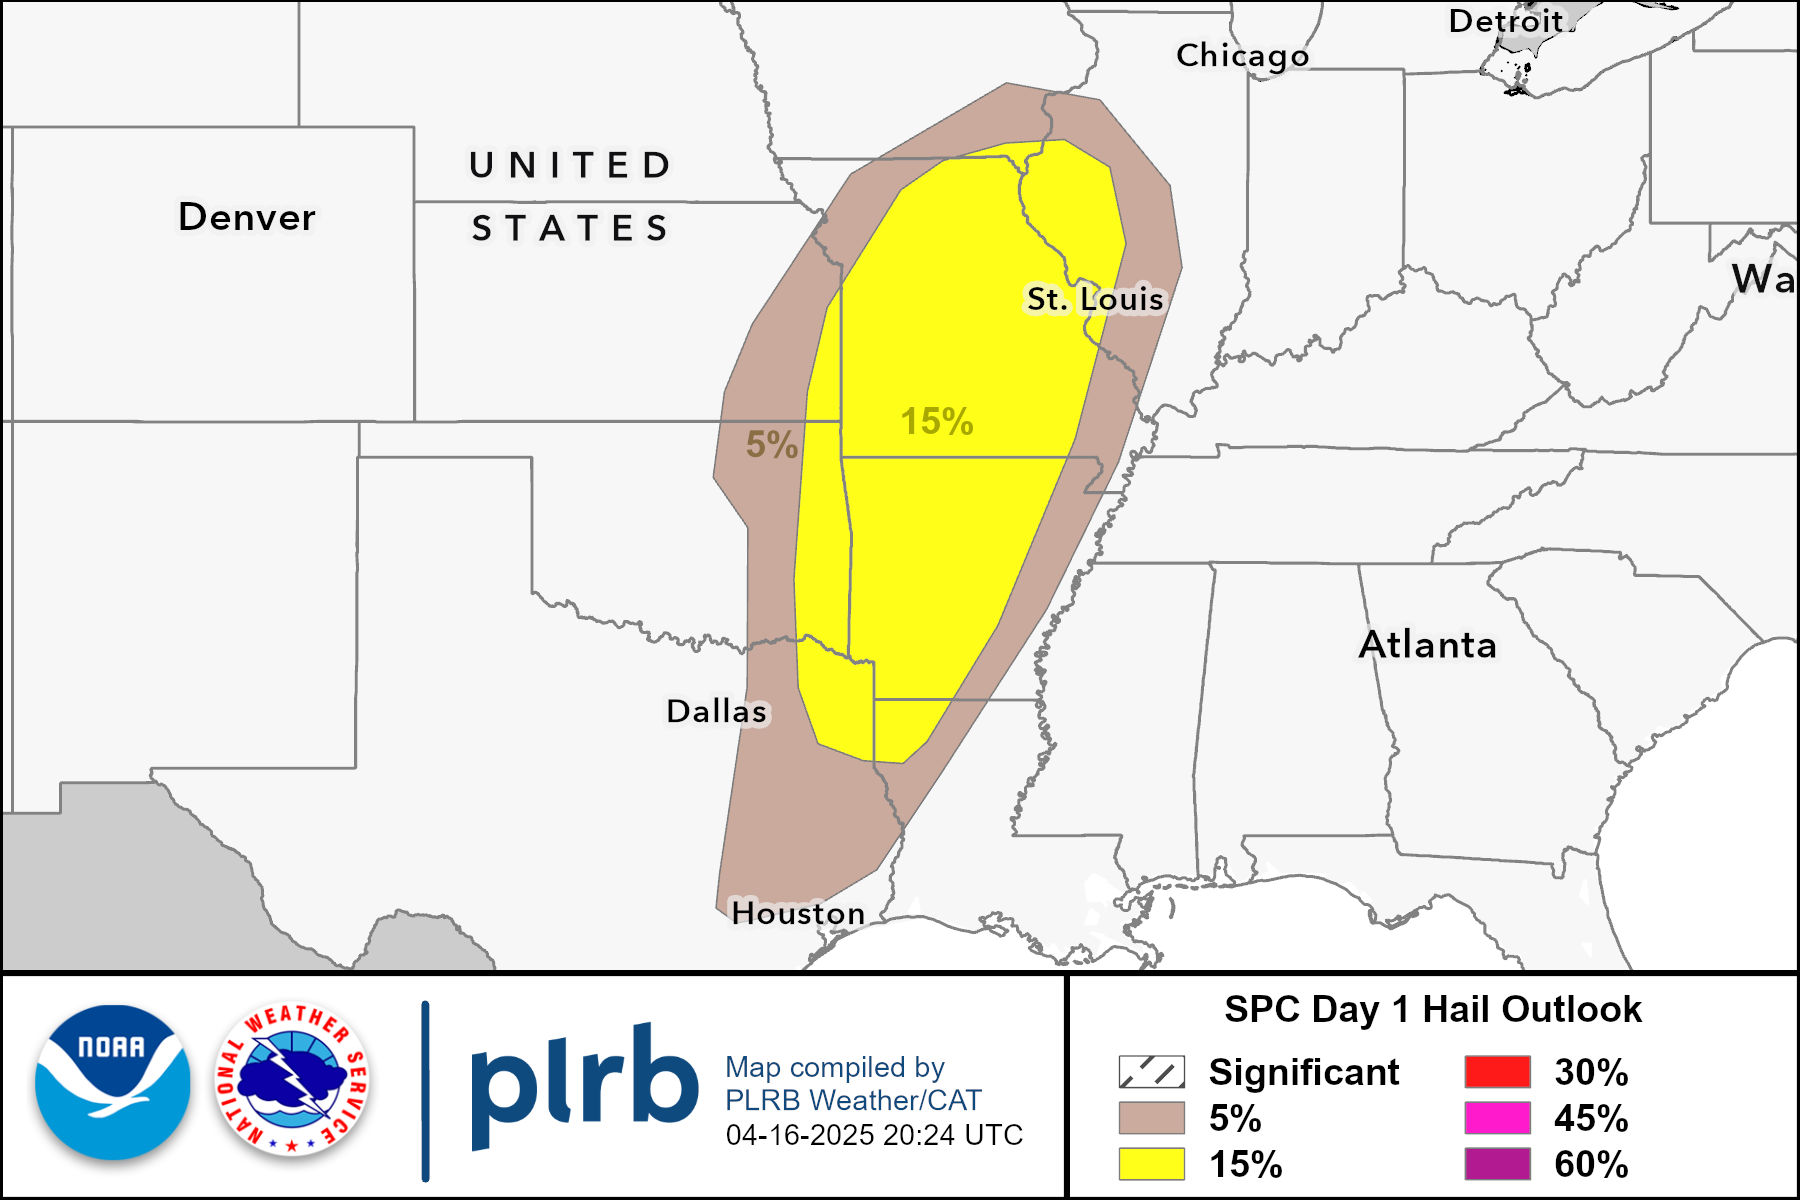 Detroit
Chicago
UNITED
STATES
Denver
Wa
St. Louis
15%
5%
Atlanta
Dallas
Houston
NOAA
NATIONAL WEATHER SERVICE
plrb
Map compiled by
PLRB Weather/CAT
04-16-2025 20:24 UTC
SPC Day 1 Hail Outlook
Significant
5%
15%
30%
45%
60%